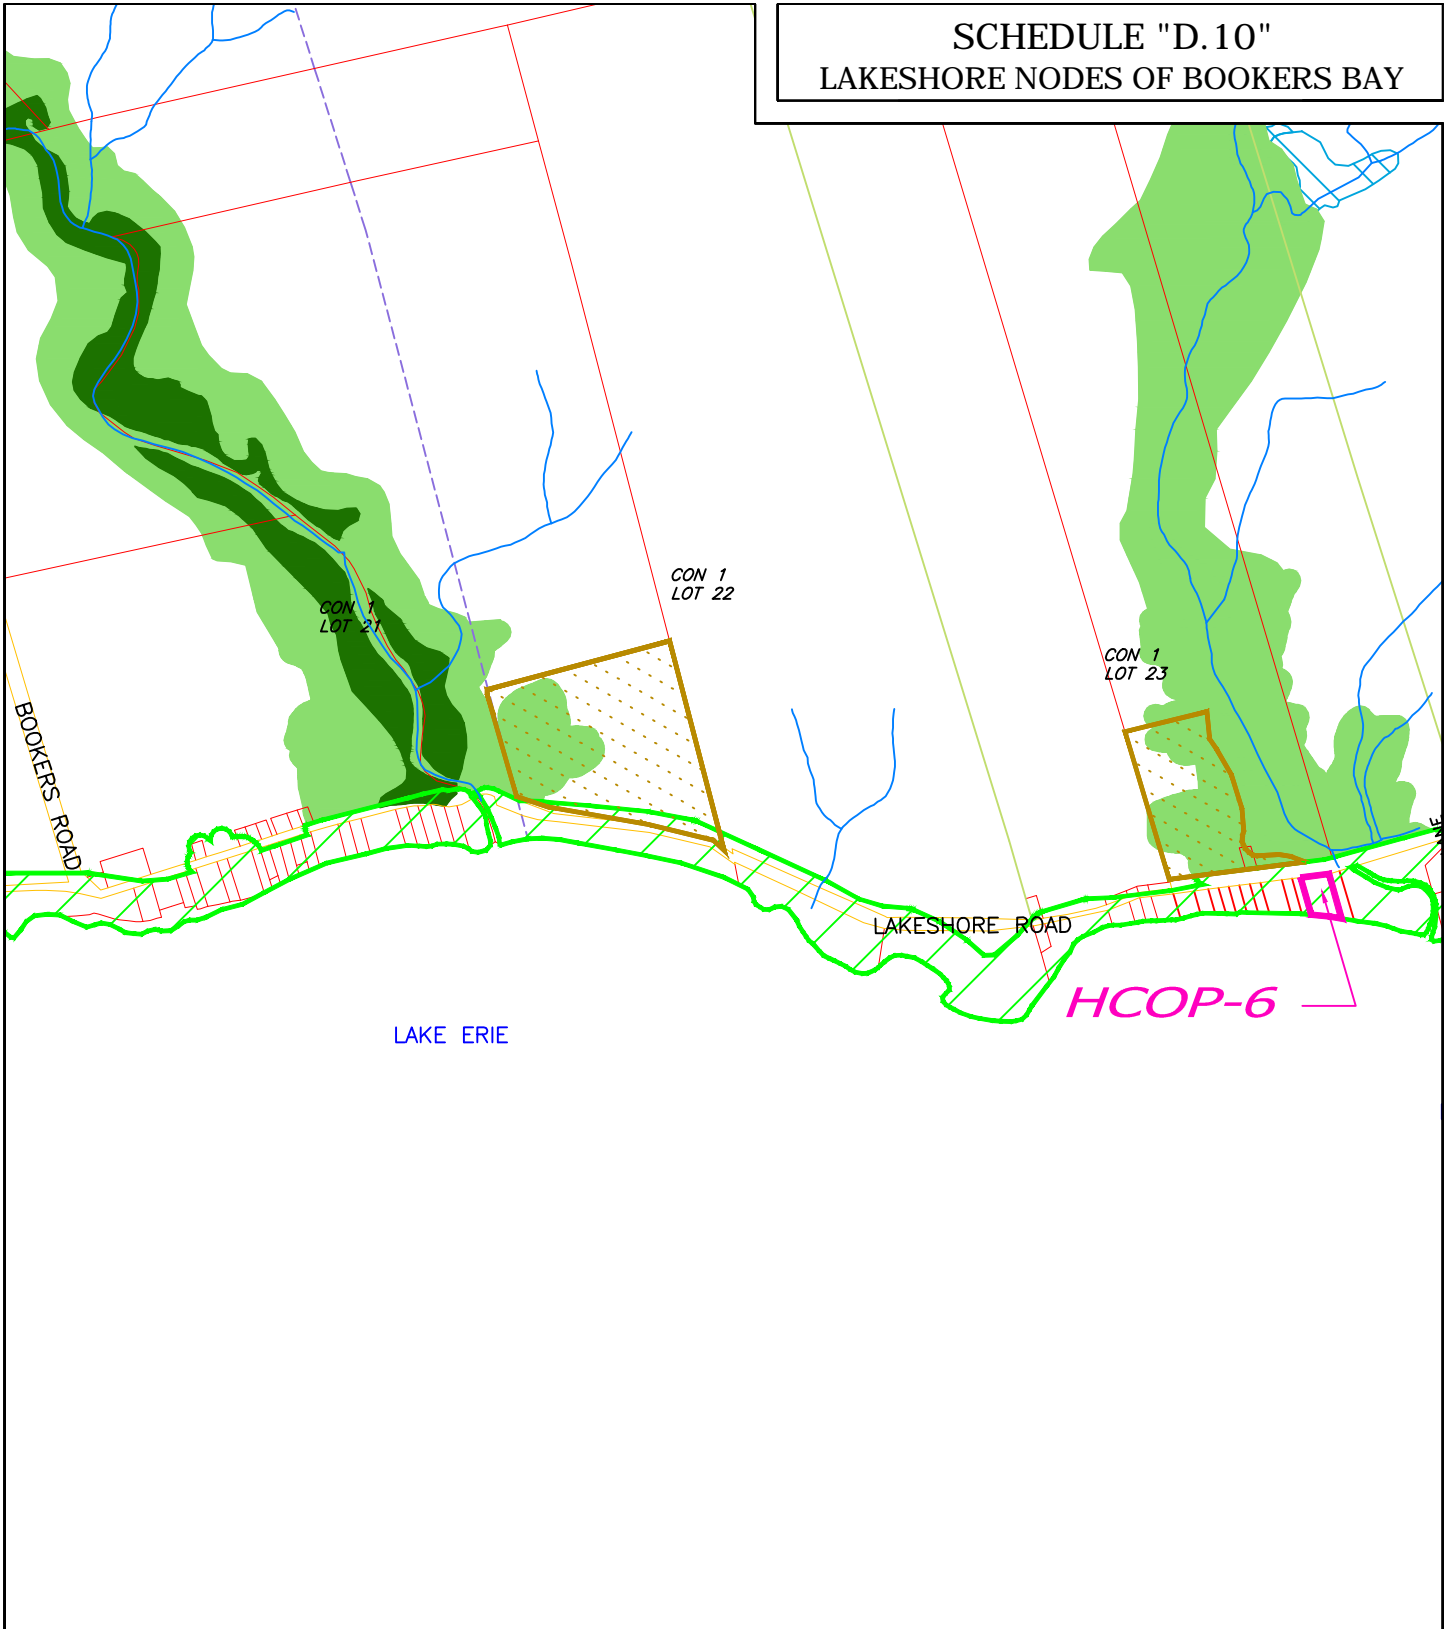 SCHEDULE "D.10"
LAKESHORE NODES OF BOOKERS BAY
CON 1
LOT 22
CON 1
LOT 21
CON 1
LOT 23
BOOKERS ROAD
LAKESHORE ROAD
HCOP-6
LAKE ERIE